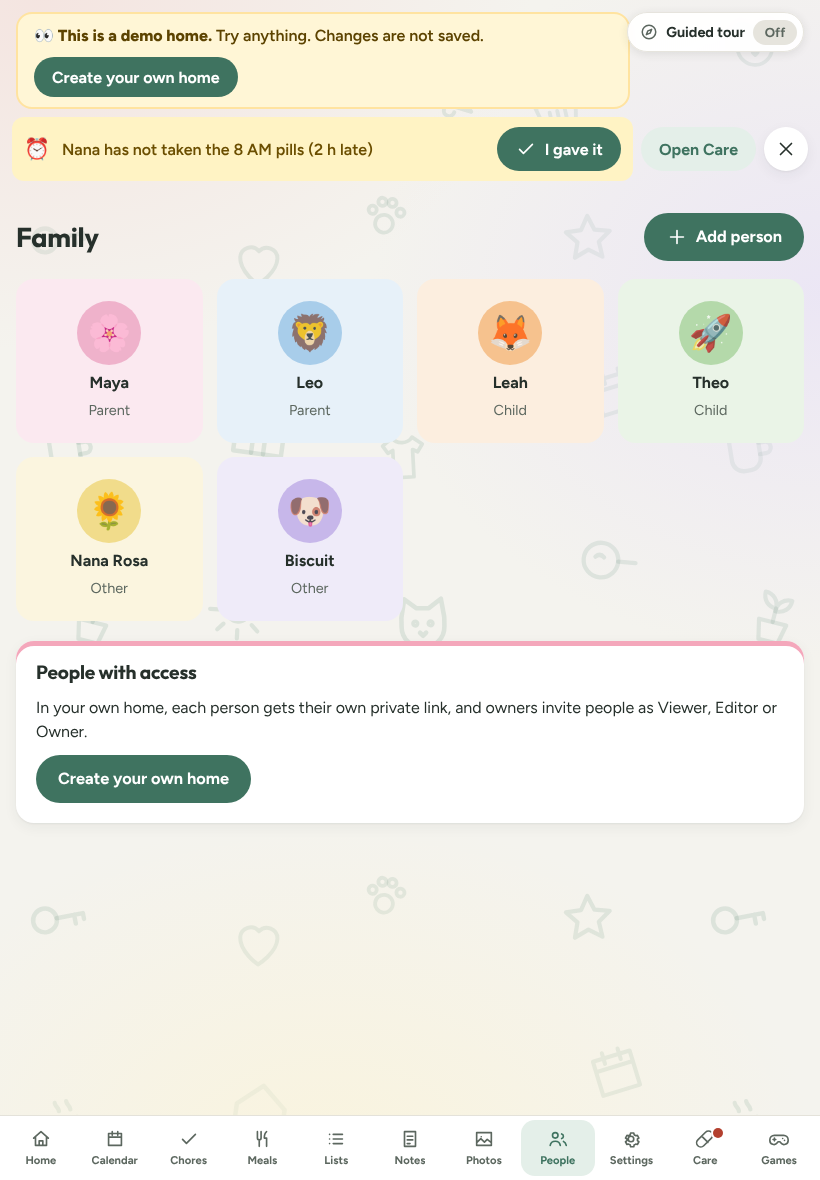 This is a demo home. Try anything. Changes are not saved.
Create your own home
Guided tour
Off
Nana has not taken the 8 AM pills (2 h late)
I gave it
Open Care
Family
Add person
Maya
Parent
Leo
Parent
Leah
Child
Theo
Child
Nana Rosa
Other
Biscuit
Other
People with access
In your own home, each person gets their own private link, and owners invite people as Viewer, Editor or
Owner.
Create your own home
Home
Calendar
Chores
Meals
Lists
Notes
Photos
People
Settings
Care
Games